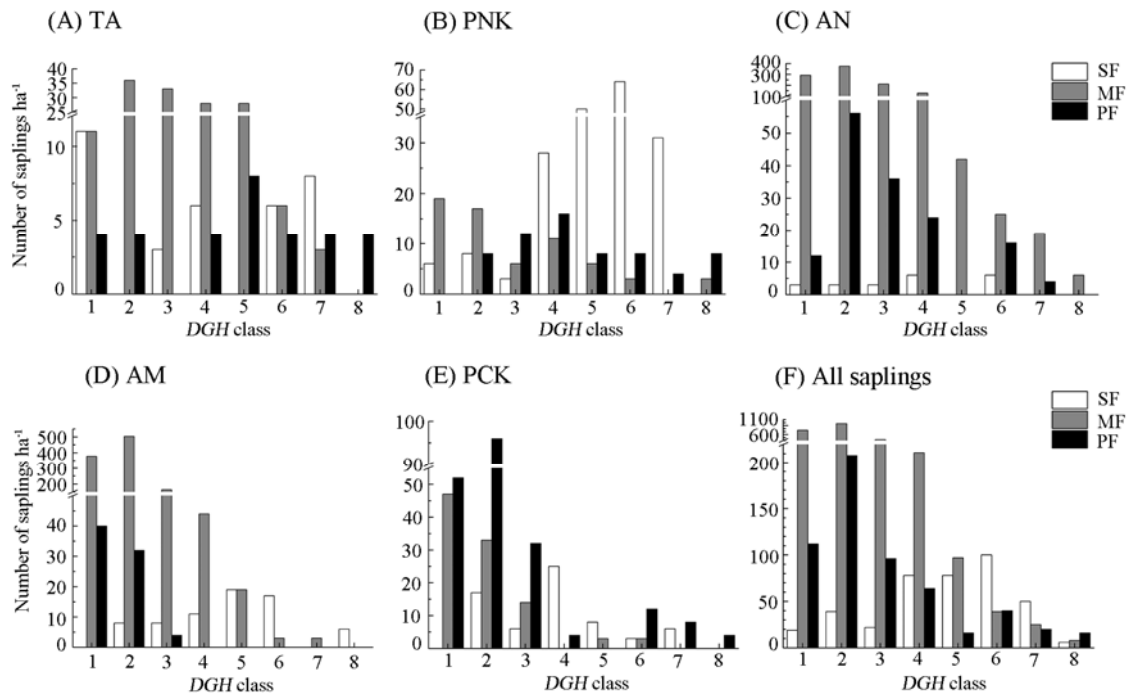 (A) TA
(B) PNK
(C) AN
Number of saplings ha⁻¹
35
30
25
10
5
0
1 2 3 4 5 6 7 8
DGH class
70
60
50
30
20
10
0
1 2 3 4 5 6 7 8
DGH class
400
300
100
50
40
30
20
10
0
1 2 3 4 5 6 7 8
DGH class
SF
MF
PF
(D) AM
(E) PCK
(F) All saplings
Number of saplings ha⁻¹
500
400
300
200
40
30
20
10
0
1 2 3 4 5 6 7 8
DGH class
100
90
50
40
30
20
10
0
1 2 3 4 5 6 7 8
DGH class
1100
600
200
150
100
50
0
1 2 3 4 5 6 7 8
DGH class
SF
MF
PF